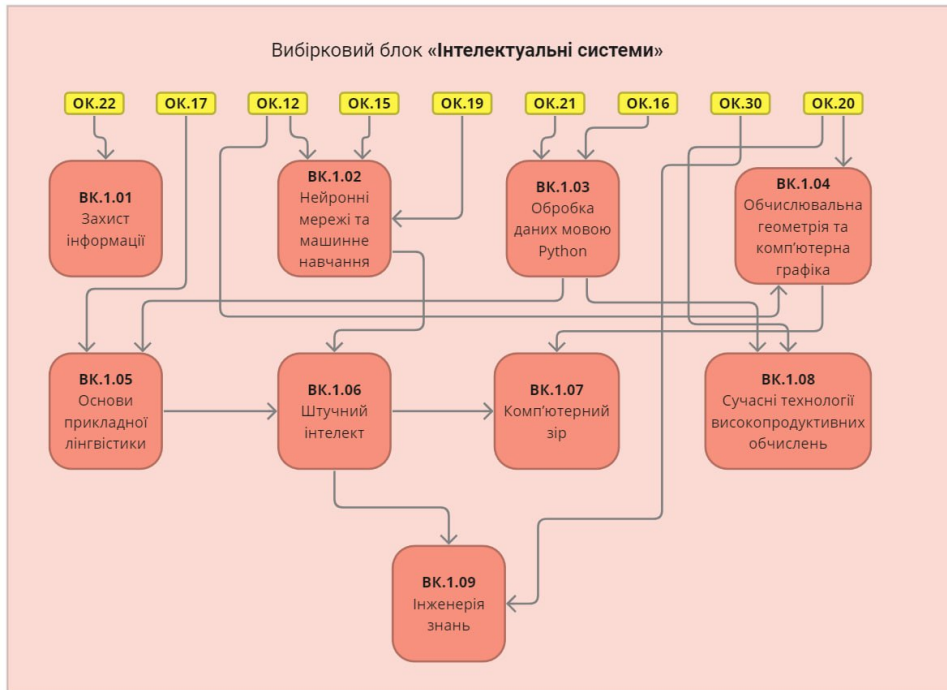 Вибірковий блок «Інтелектуальні системи»
ОК.22
ОК.17
ОК.12
ОК.15
ОК.19
ОК.21
ОК.16
ОК.30
ОК.20
ВК.1.01
Захист
інформації
ВК.1.02
Нейронні
мережі та
машинне
навчання
ВК.1.03
Обробка
даних мовою
Python
ВК.1.04
Обчислювальна
геометрія та
комп'ютерна
графіка
ВК.1.05
Основи
прикладної
лінгвістики
ВК.1.06
Штучний
інтелект
ВК.1.07
Комп'ютерний
зір
ВК.1.08
Сучасні технології
високопродуктивних
обчислень
ВК.1.09
Інженерія
знань